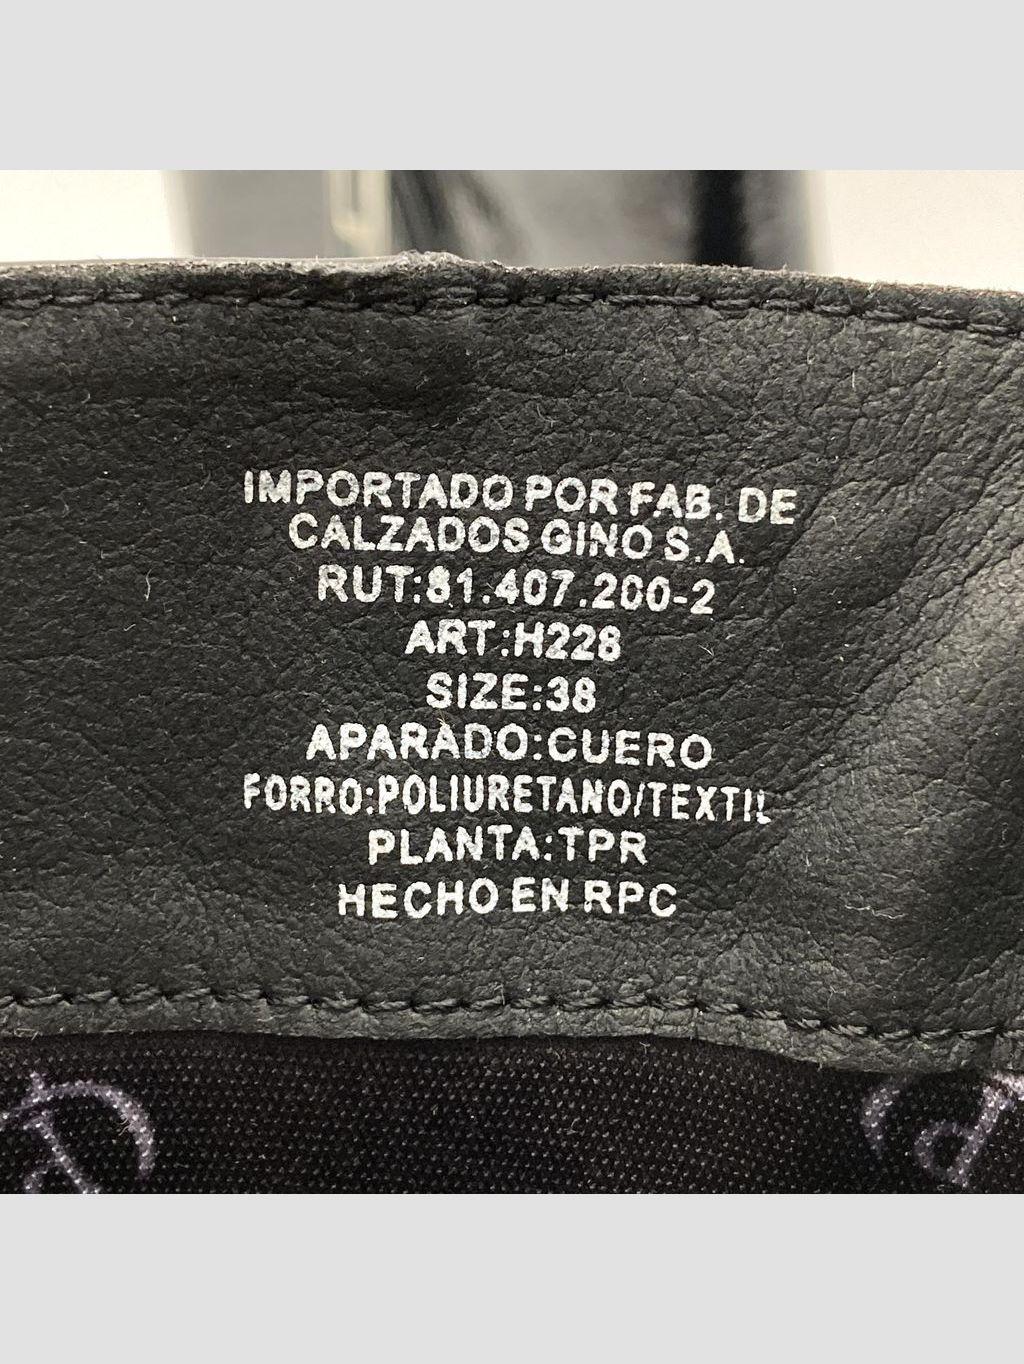 IMPORTADO POR FAB. DE
CALZADOS GINO S.A.
RUT:81.407.200-2
ART:H228
SIZE:38
APARADO:CUERO
FORRO:POLIURETANO/TEXTIL
PLANTA:TPR
HECHO EN RPC